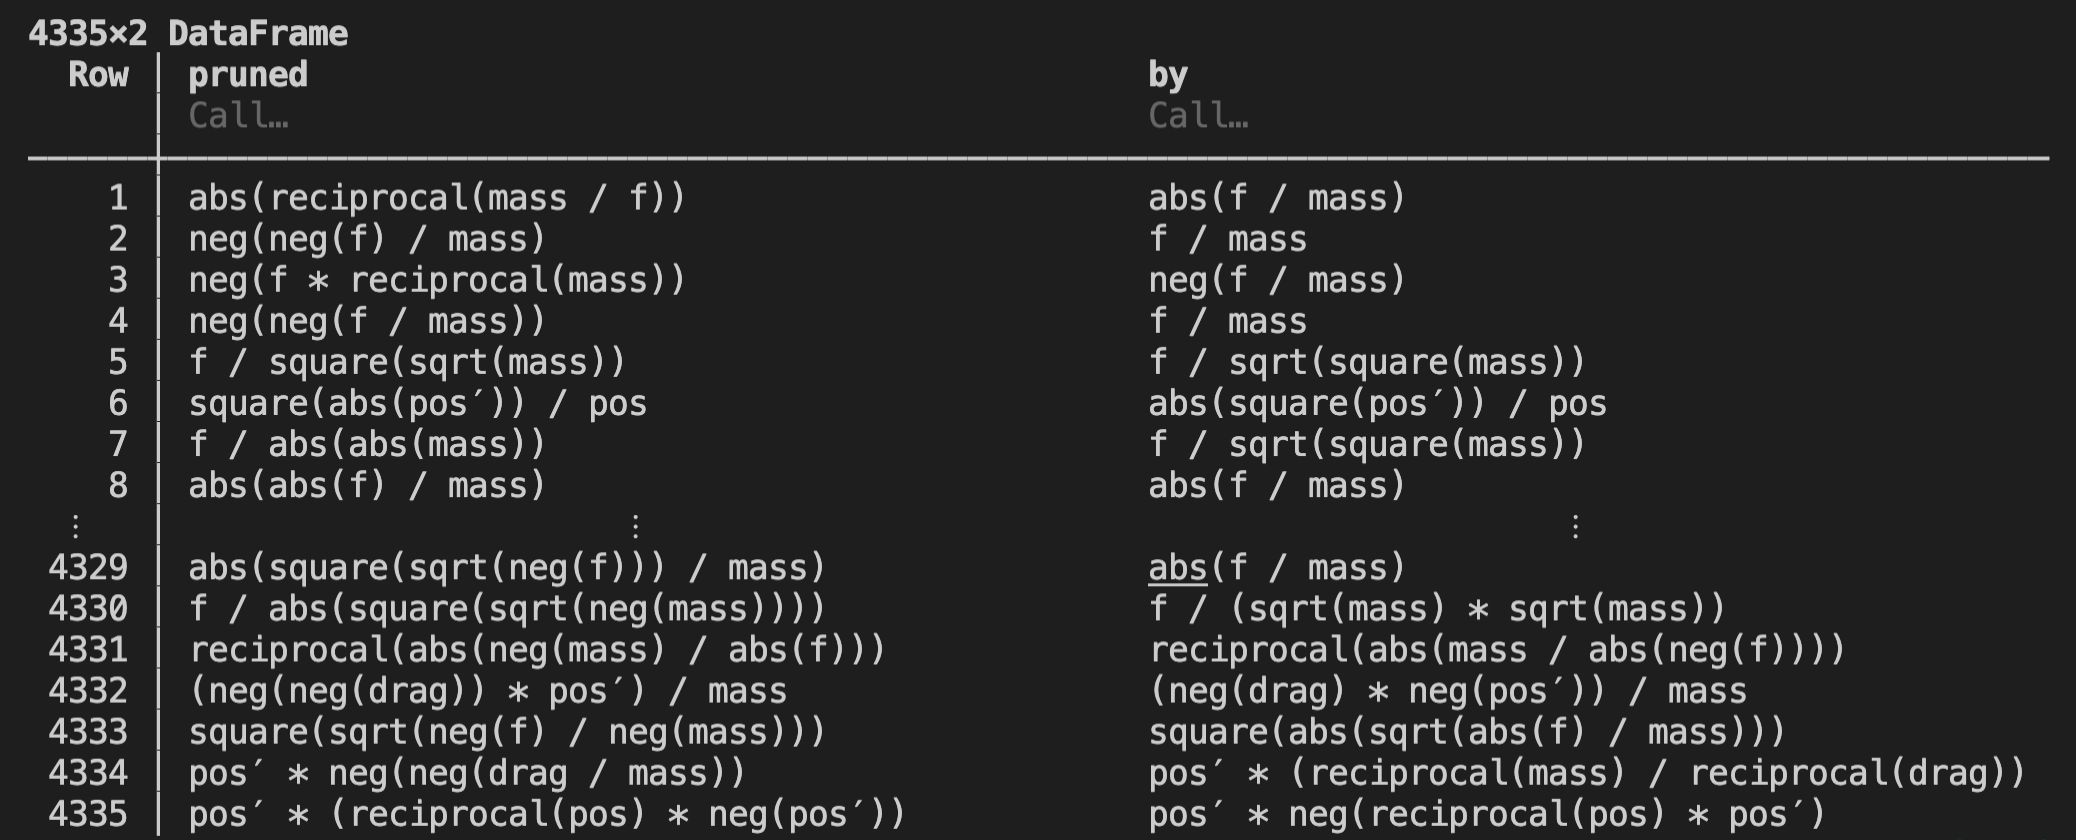 4335×2 DataFrame
Row pruned by
Call… Call…
1 abs(reciprocal(mass / f)) abs(f / mass)
2 neg(neg(f) / mass) f / mass
3 neg(f * reciprocal(mass)) neg(f / mass)
4 neg(neg(f / mass)) f / mass
5 f / square(sqrt(mass)) f / sqrt(square(mass))
6 square(abs(pos′)) / pos abs(square(pos′)) / pos
7 f / abs(abs(mass)) f / sqrt(square(mass))
8 abs(abs(f) / mass) abs(f / mass)
⋮ ⋮ ⋮
4329 abs(square(sqrt(neg(f))) / mass) abs(f / mass)
4330 f / abs(square(sqrt(neg(mass)))) f / (sqrt(mass) * sqrt(mass))
4331 reciprocal(abs(neg(mass) / abs(f))) reciprocal(abs(mass / abs(neg(f))))
4332 (neg(neg(drag)) * pos′) / mass (neg(drag) * neg(pos′)) / mass
4333 square(sqrt(neg(f) / neg(mass))) square(abs(sqrt(abs(f) / mass)))
4334 pos′ * neg(neg(drag / mass)) pos′ * (reciprocal(mass) / reciprocal(drag))
4335 pos′ * (reciprocal(pos) * neg(pos′)) pos′ * neg(reciprocal(pos) * pos′)